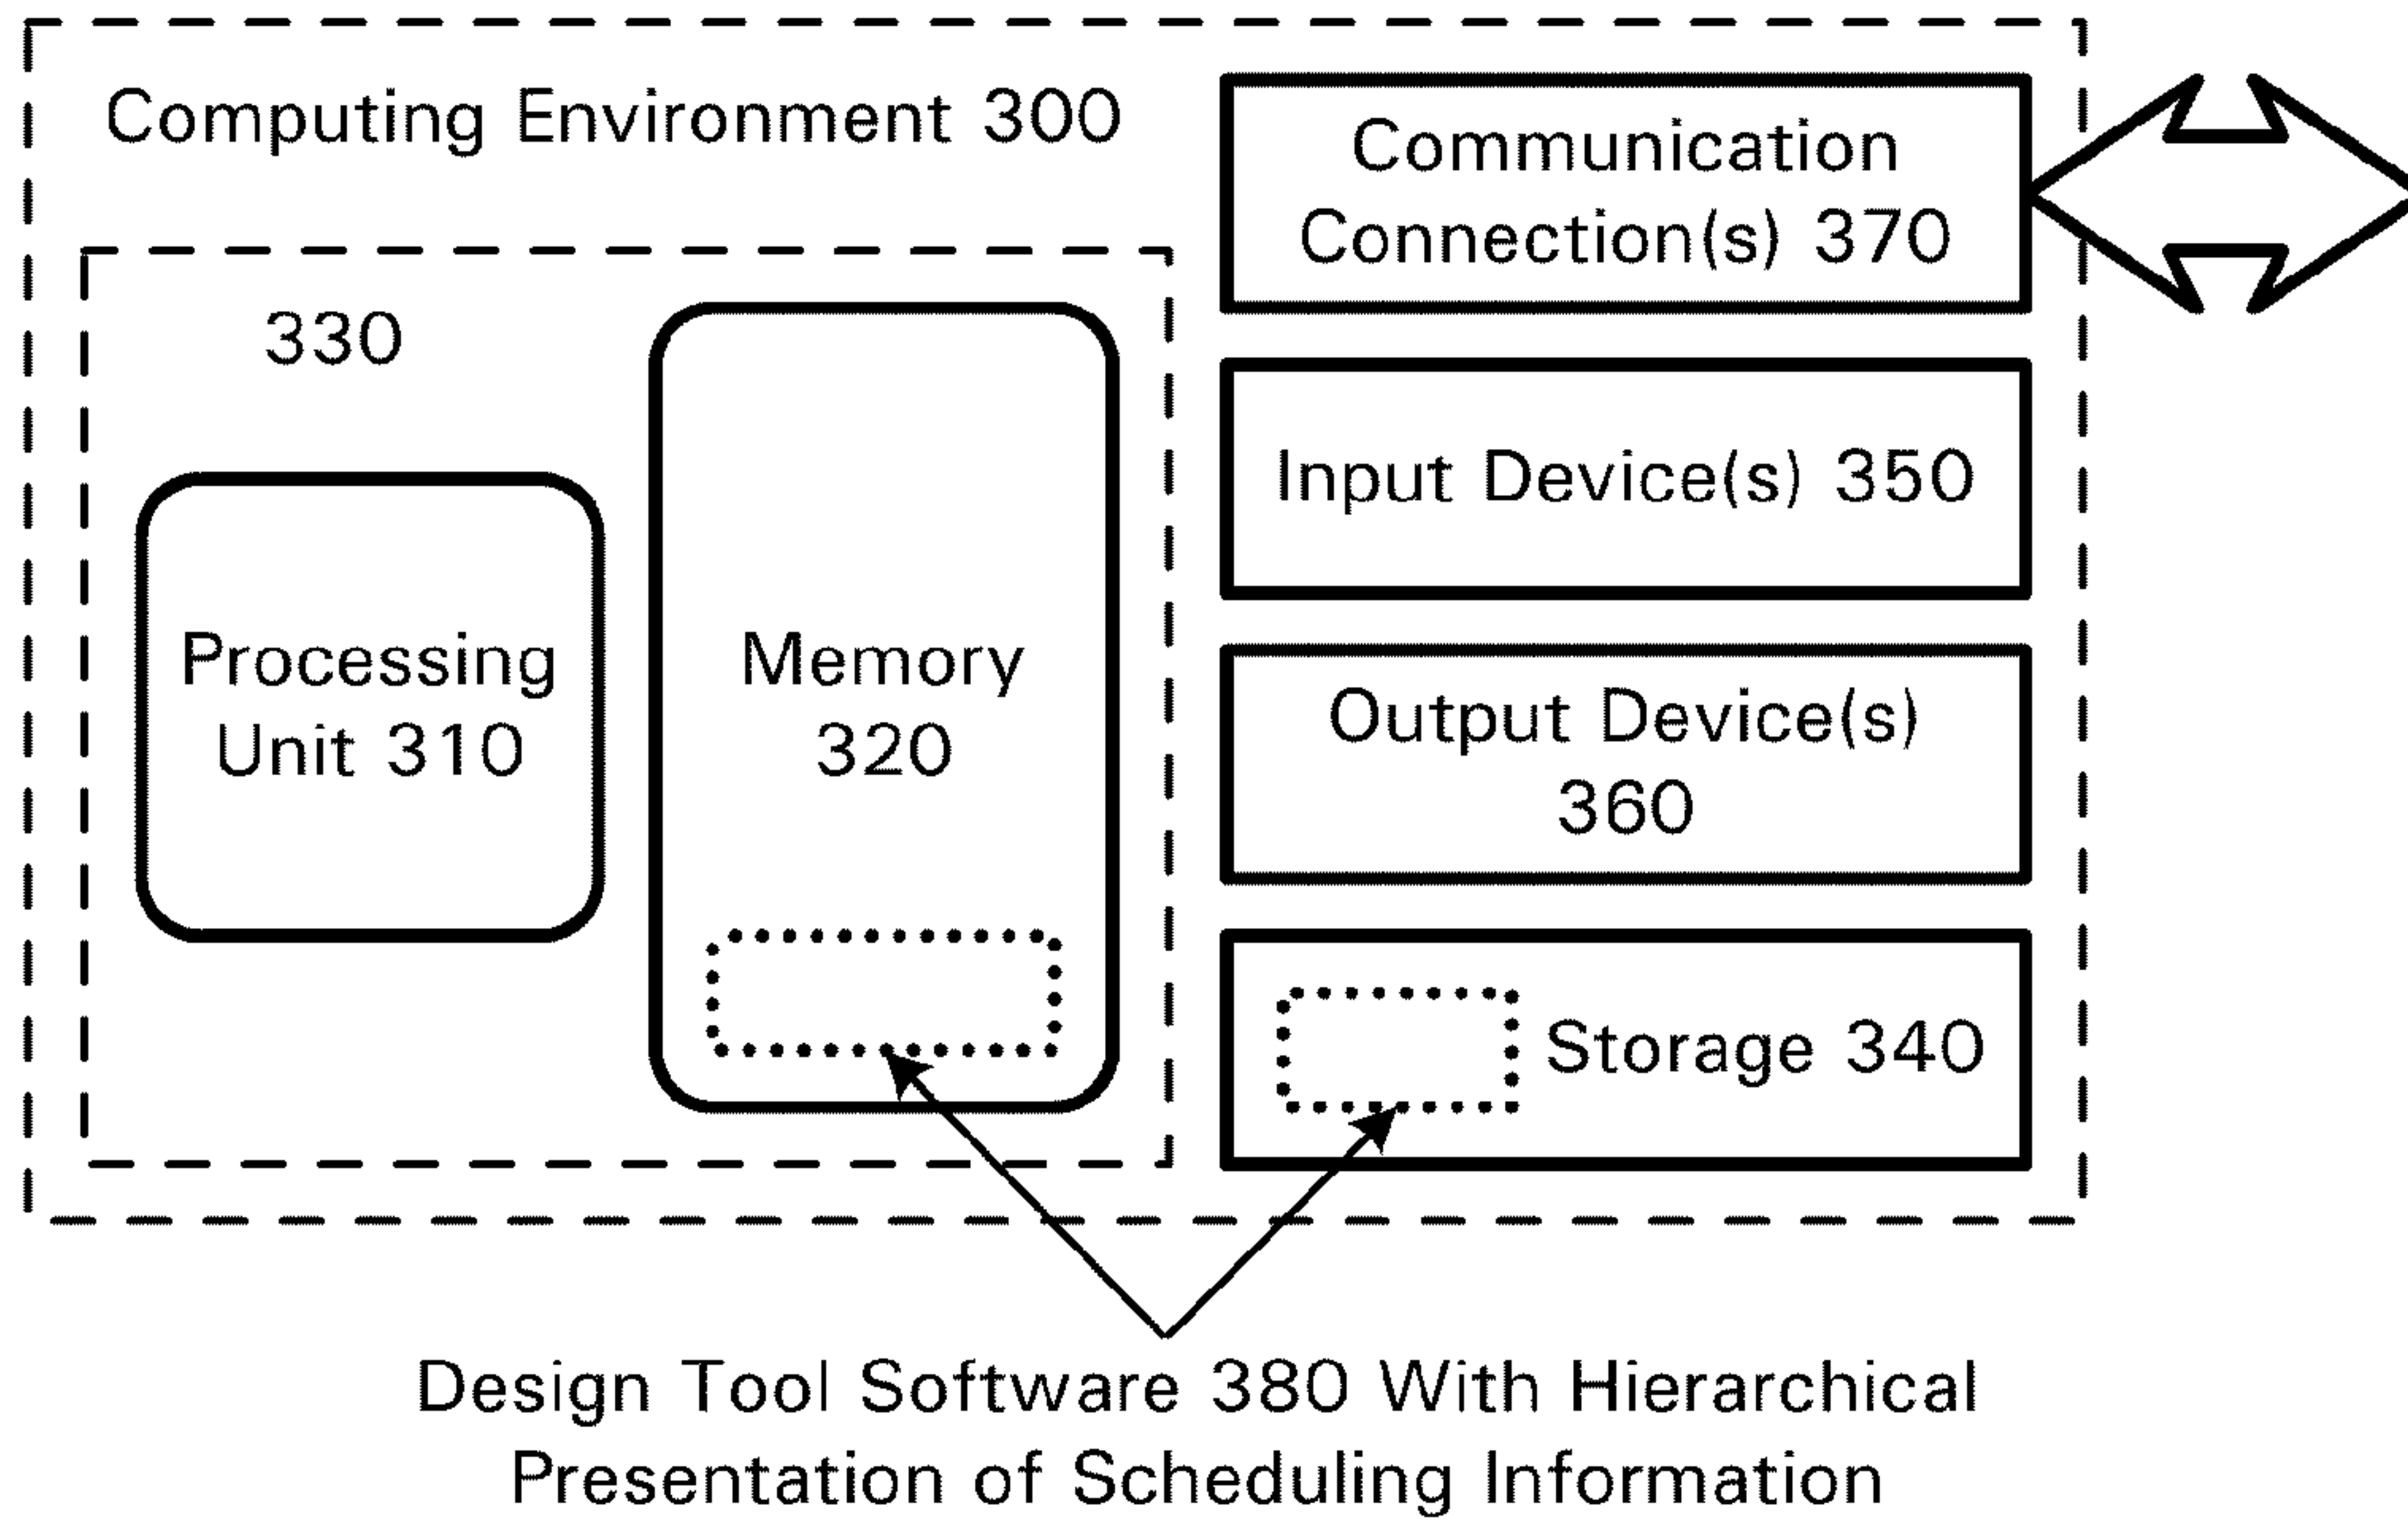 Computing Environment 300
330
Processing
Unit 310
Memory
320
Communication
Connection(s) 370
Input Device(s) 350
Output Device(s)
360
Storage 340
Design Tool Software 380 With Hierarchical
Presentation of Scheduling Information